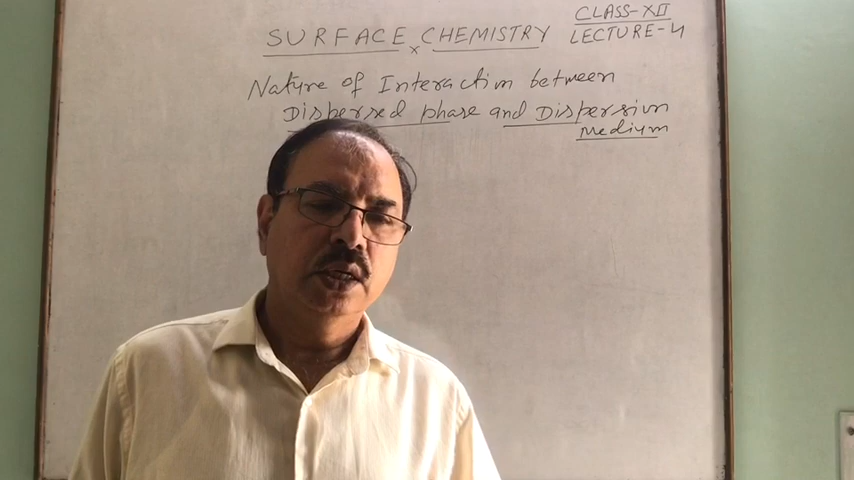 SURFACE CHEMISTRY
CLASS-XII
LECTURE-4
Nature of Interaction between
Dispersed phase and Dispersion
Medium